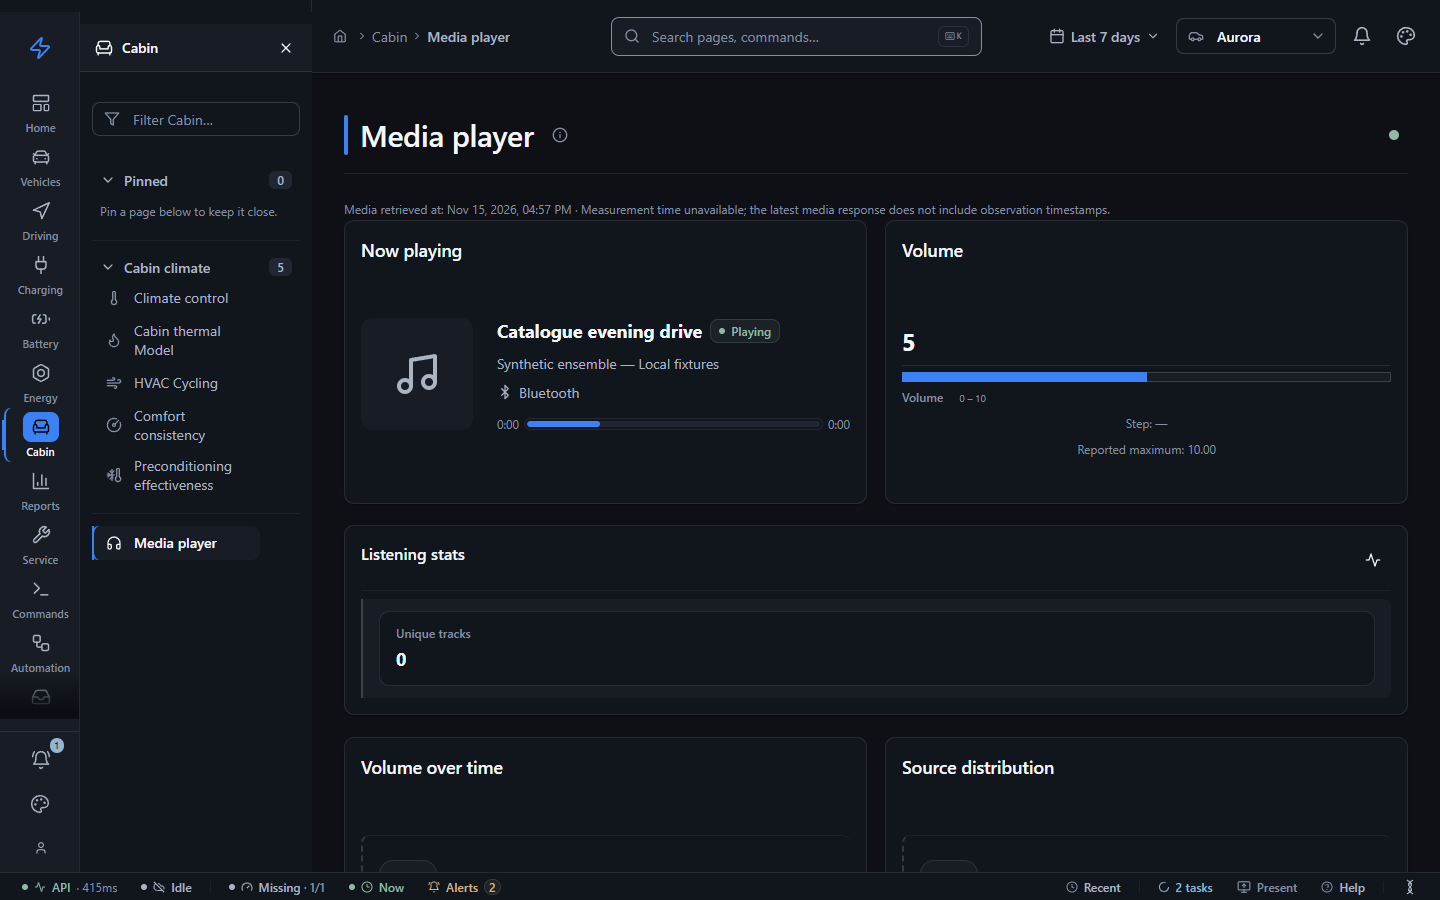 Cabin
Home
Vehicles
Driving
Charging
Battery
Energy
Cabin
Reports
Service
Commands
Automation
1
Filter Cabin...
Pinned 0
Pin a page below to keep it close.
Cabin climate 5
Climate control
Cabin thermal
Model
HVAC Cycling
Comfort
consistency
Preconditioning
effectiveness
Media player
Cabin Media player
Search pages, commands... K
Last 7 days
Aurora
Media player
Media retrieved at: Nov 15, 2026, 04:57 PM · Measurement time unavailable; the latest media response does not include observation timestamps.
Now playing
Catalogue evening drive Playing
Synthetic ensemble — Local fixtures
Bluetooth
0:00 0:00
Volume
5
Volume 0 – 10
Step: —
Reported maximum: 10.00
Listening stats
Unique tracks
0
Volume over time
Source distribution
API · 415ms Idle Missing · 1/1 Now Alerts 2 Recent 2 tasks Present Help